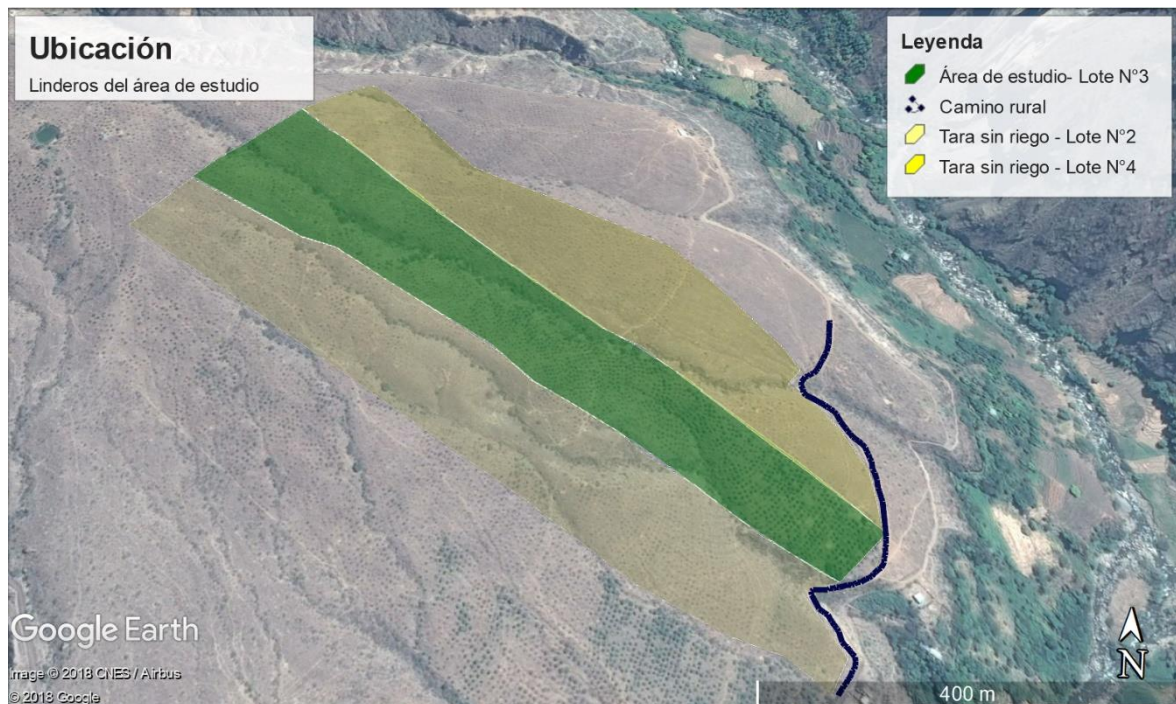 Ubicación
Linderos del área de estudio
Leyenda
Área de estudio- Lote N°3
Camino rural
Tara sin riego - Lote N°2
Tara sin riego - Lote N°4
Google Earth
Image © 2018 CNES / Airbus
© 2018 Google
N
400 m